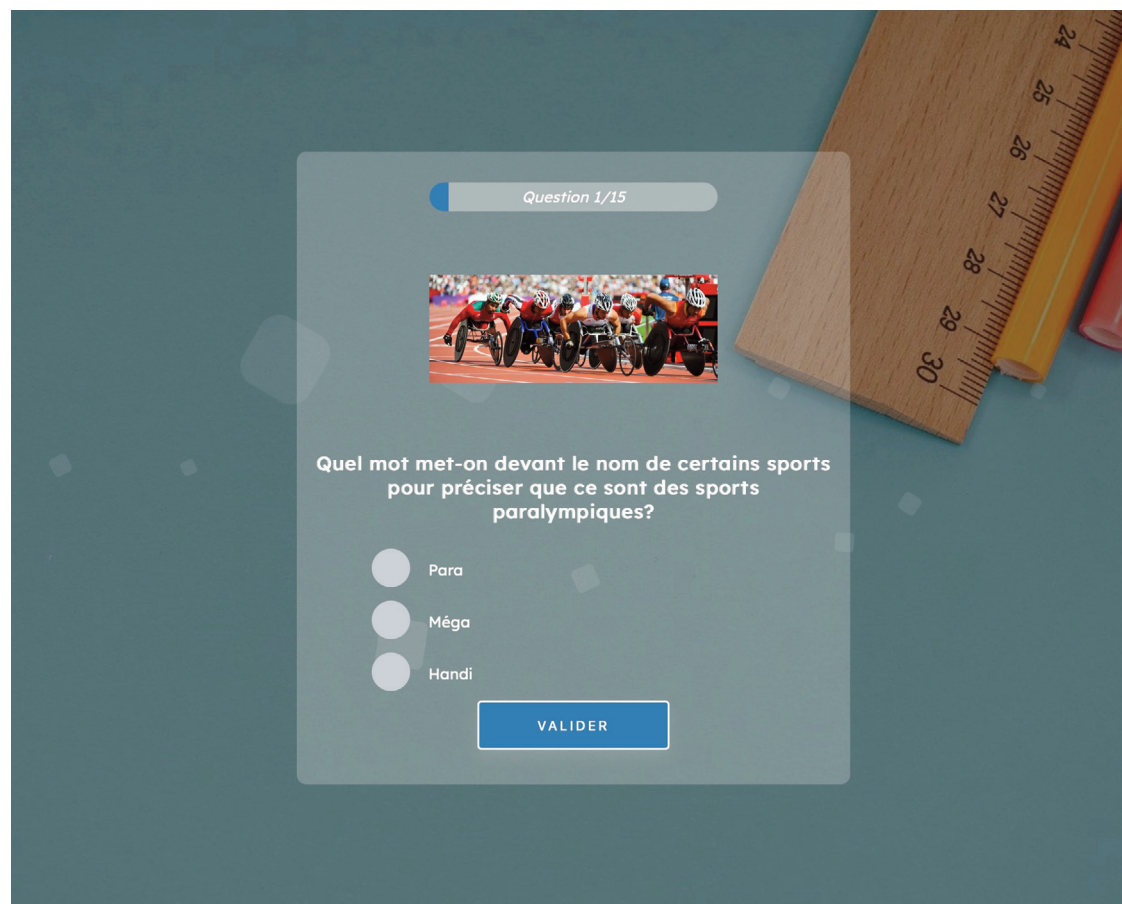 Question 1/15
Quel mot met-on devant le nom de certains sports
pour préciser que ce sont des sports
paralympiques?
Para
Méga
Handi
VALIDER
24
25
26
27
28
29
30